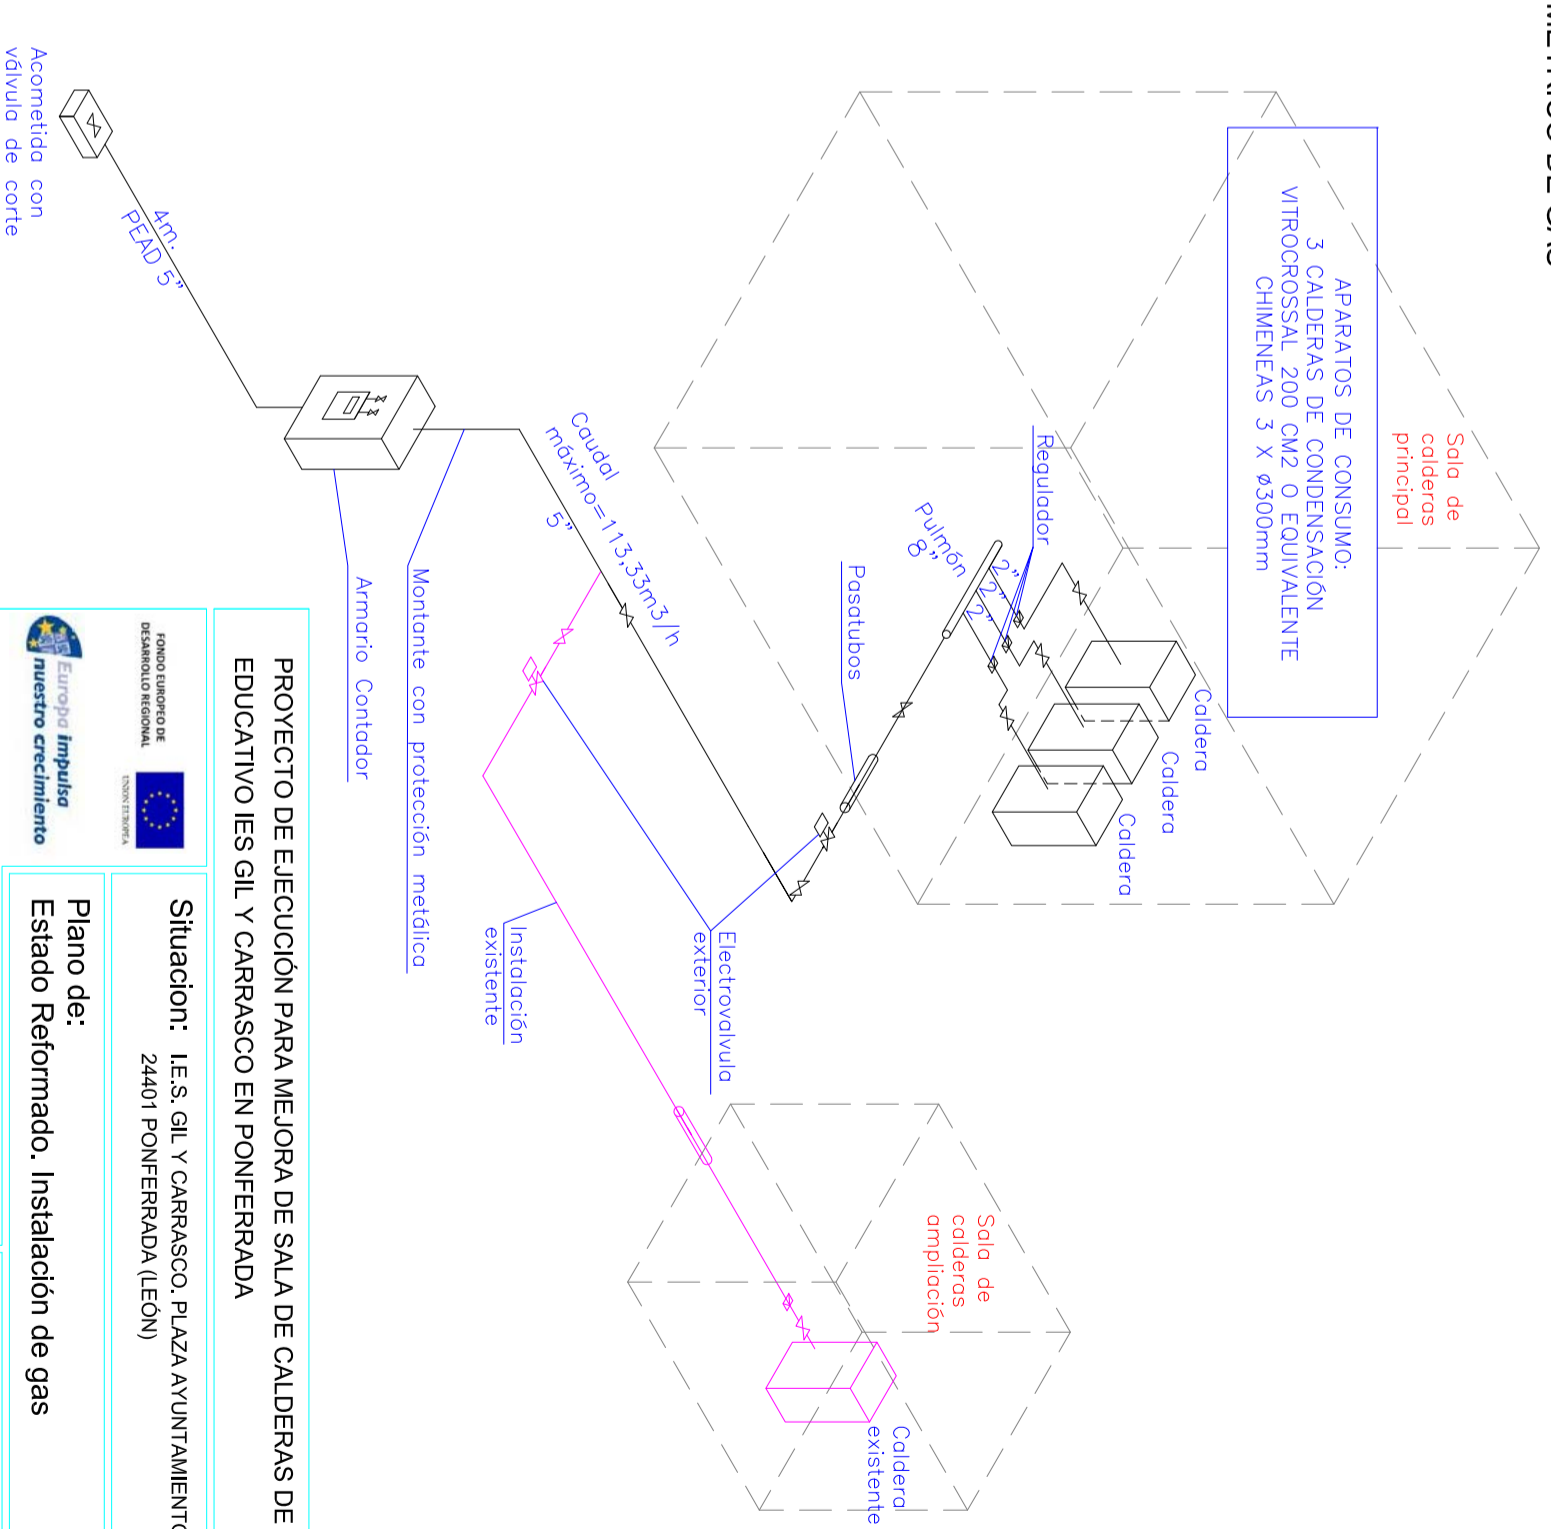 APARATOS DE CONSUMO:
3 CALDERAS DE CONDENSACIÓN
VITROCROSSAL 200 CM2 O EQUIVALENTE
CHIMENEAS 3 X ø300mm
Sala de
calderas
principal
Regulador
Pulmón
8"
2"
2"
2"
Pasatubos
Caldera
Caldera
Caldera
Caudal
máximo=113,33m3/h
5"
Acometida con
válvula de corte
4m.
PEAD 5"
Montante con protección metálica
Armario Contador
Electrovalvula
exterior
Instalación
existente
Sala de
calderas
ampliación
Caldera
existente
PROYECTO DE EJECUCIÓN PARA MEJORA DE SALA DE CALDERAS DE
EDUCATIVO IES GIL Y CARRASCO EN PONFERRADA
FONDO EUROPEO DE
DESARROLLO REGIONAL
UNION EUROPEA
Europa impulsa
nuestro crecimiento
Situacion: I.E.S. GIL Y CARRASCO. PLAZA AYUNTAMIENTO
24401 PONFERRADA (LEÓN)
Plano de:
Estado Reformado. Instalación de gas